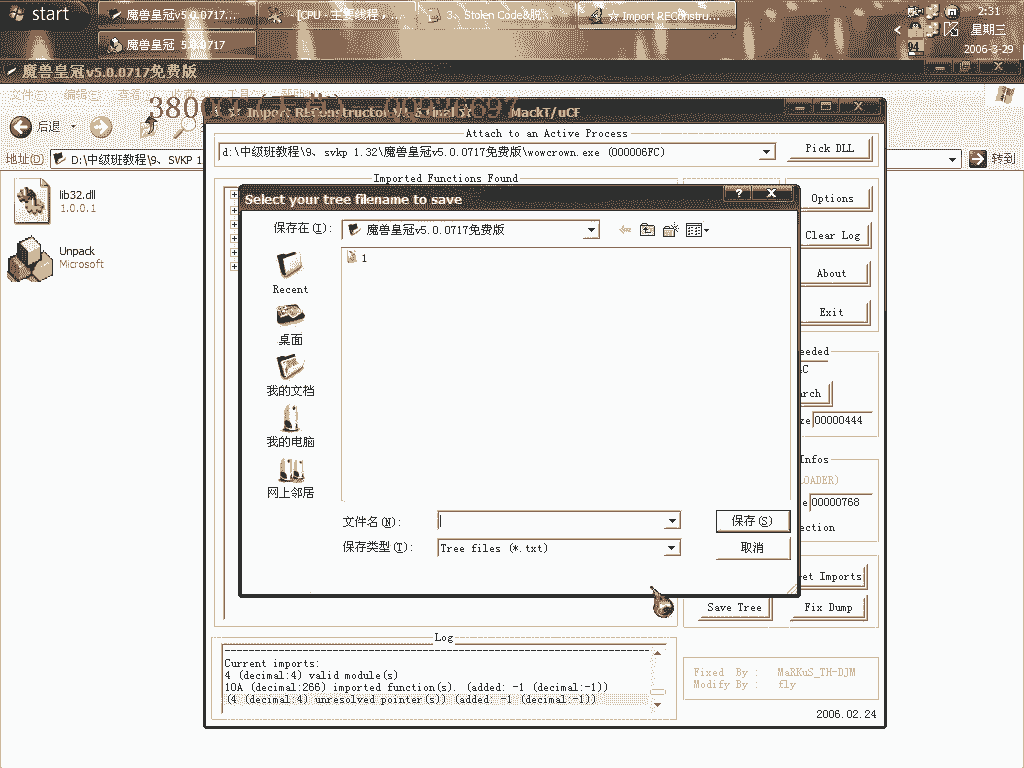 start
魔兽皇冠v5.0.0717...
- [CPU - 主线程, ...
3、Stolen Code&脱...
☆ Import REConstru...
2:31
魔兽皇冠 5.0.0717
星期三
94
2006-3-29
魔兽皇冠v5.0.0717免费版
文件(F) 编辑(E) 查看(V) 收藏(A) 工具(T) 帮助(H)
后退
MackT/uCF
地址(D)
D:\中级班教程\9、SVKP 1.
转到
Attach to an Active Process
d:\中级班教程\9、svkp 1.32\魔兽皇冠v5.0.0717免费版\wowcrown.exe (000006FC)
Pick DLL
Imported Functions Found
lib32.dll
1.0.0.1
Unpack
Microsoft
Select your tree filename to save
保存在(I):
魔兽皇冠v5.0.0717免费版
1
Recent
桌面
我的文档
我的电脑
网上邻居
文件名(N):
保存(S)
保存类型(T):
Tree files (*.txt)
取消
Options
Clear Log
About
Exit
eeded
C
rch
ze
00000444
Infos
LOADER)
e
00000768
ection
et Imports
Save Tree
Fix Dump
Log
Current imports:
4 (decimal:4) valid module(s)
10A (decimal:266) imported function(s). (added: -1 (decimal:-1))
(4 (decimal:4) unresolved pointer(s)) (added: -1 (decimal:-1))
Fixed By : MaRKuS_TH-DJM
Modify By : fly
2006.02.24